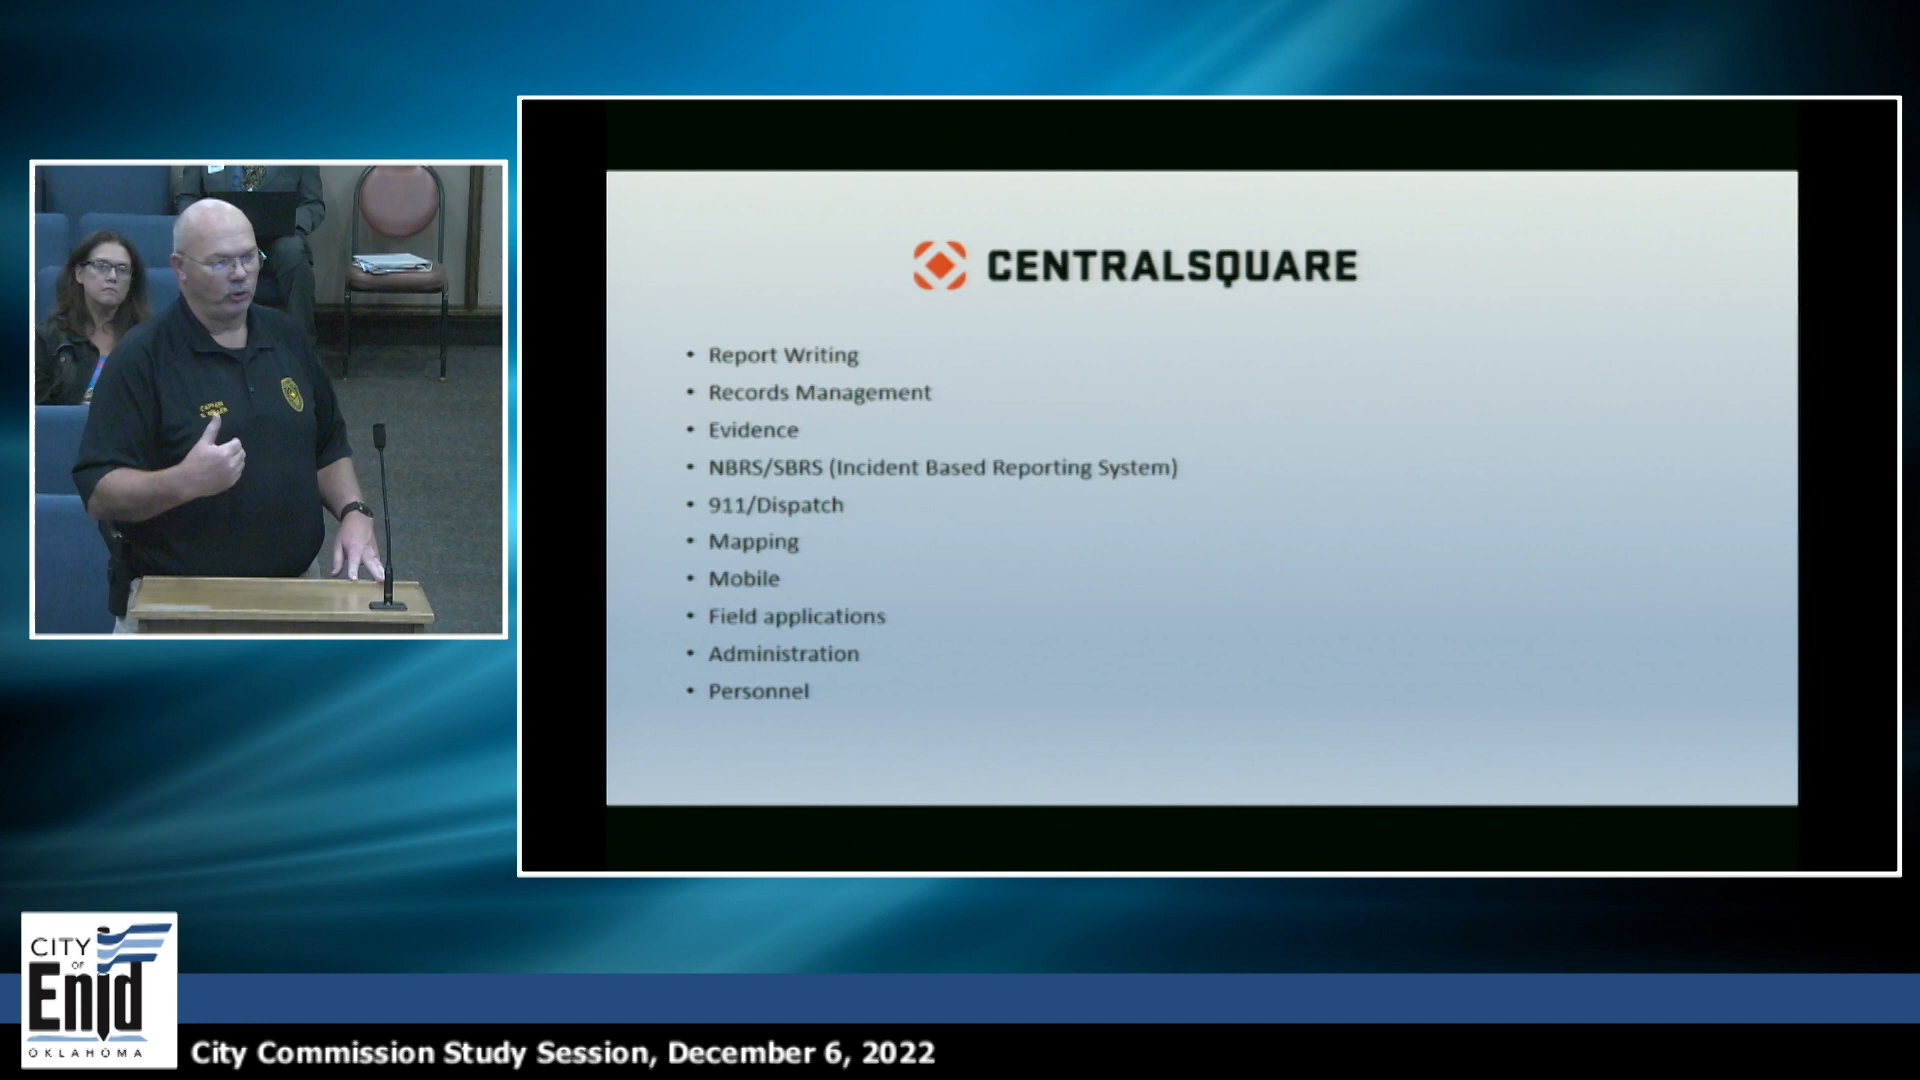 CENTRALSQUARE
• Report Writing
• Records Management
• Evidence
• NBRS/SBRS (Incident Based Reporting System)
• 911/Dispatch
• Mapping
• Mobile
• Field applications
• Administration
• Personnel
CAPTAIN
CITY
OF
Enid
OKLAHOMA
City Commission Study Session, December 6, 2022